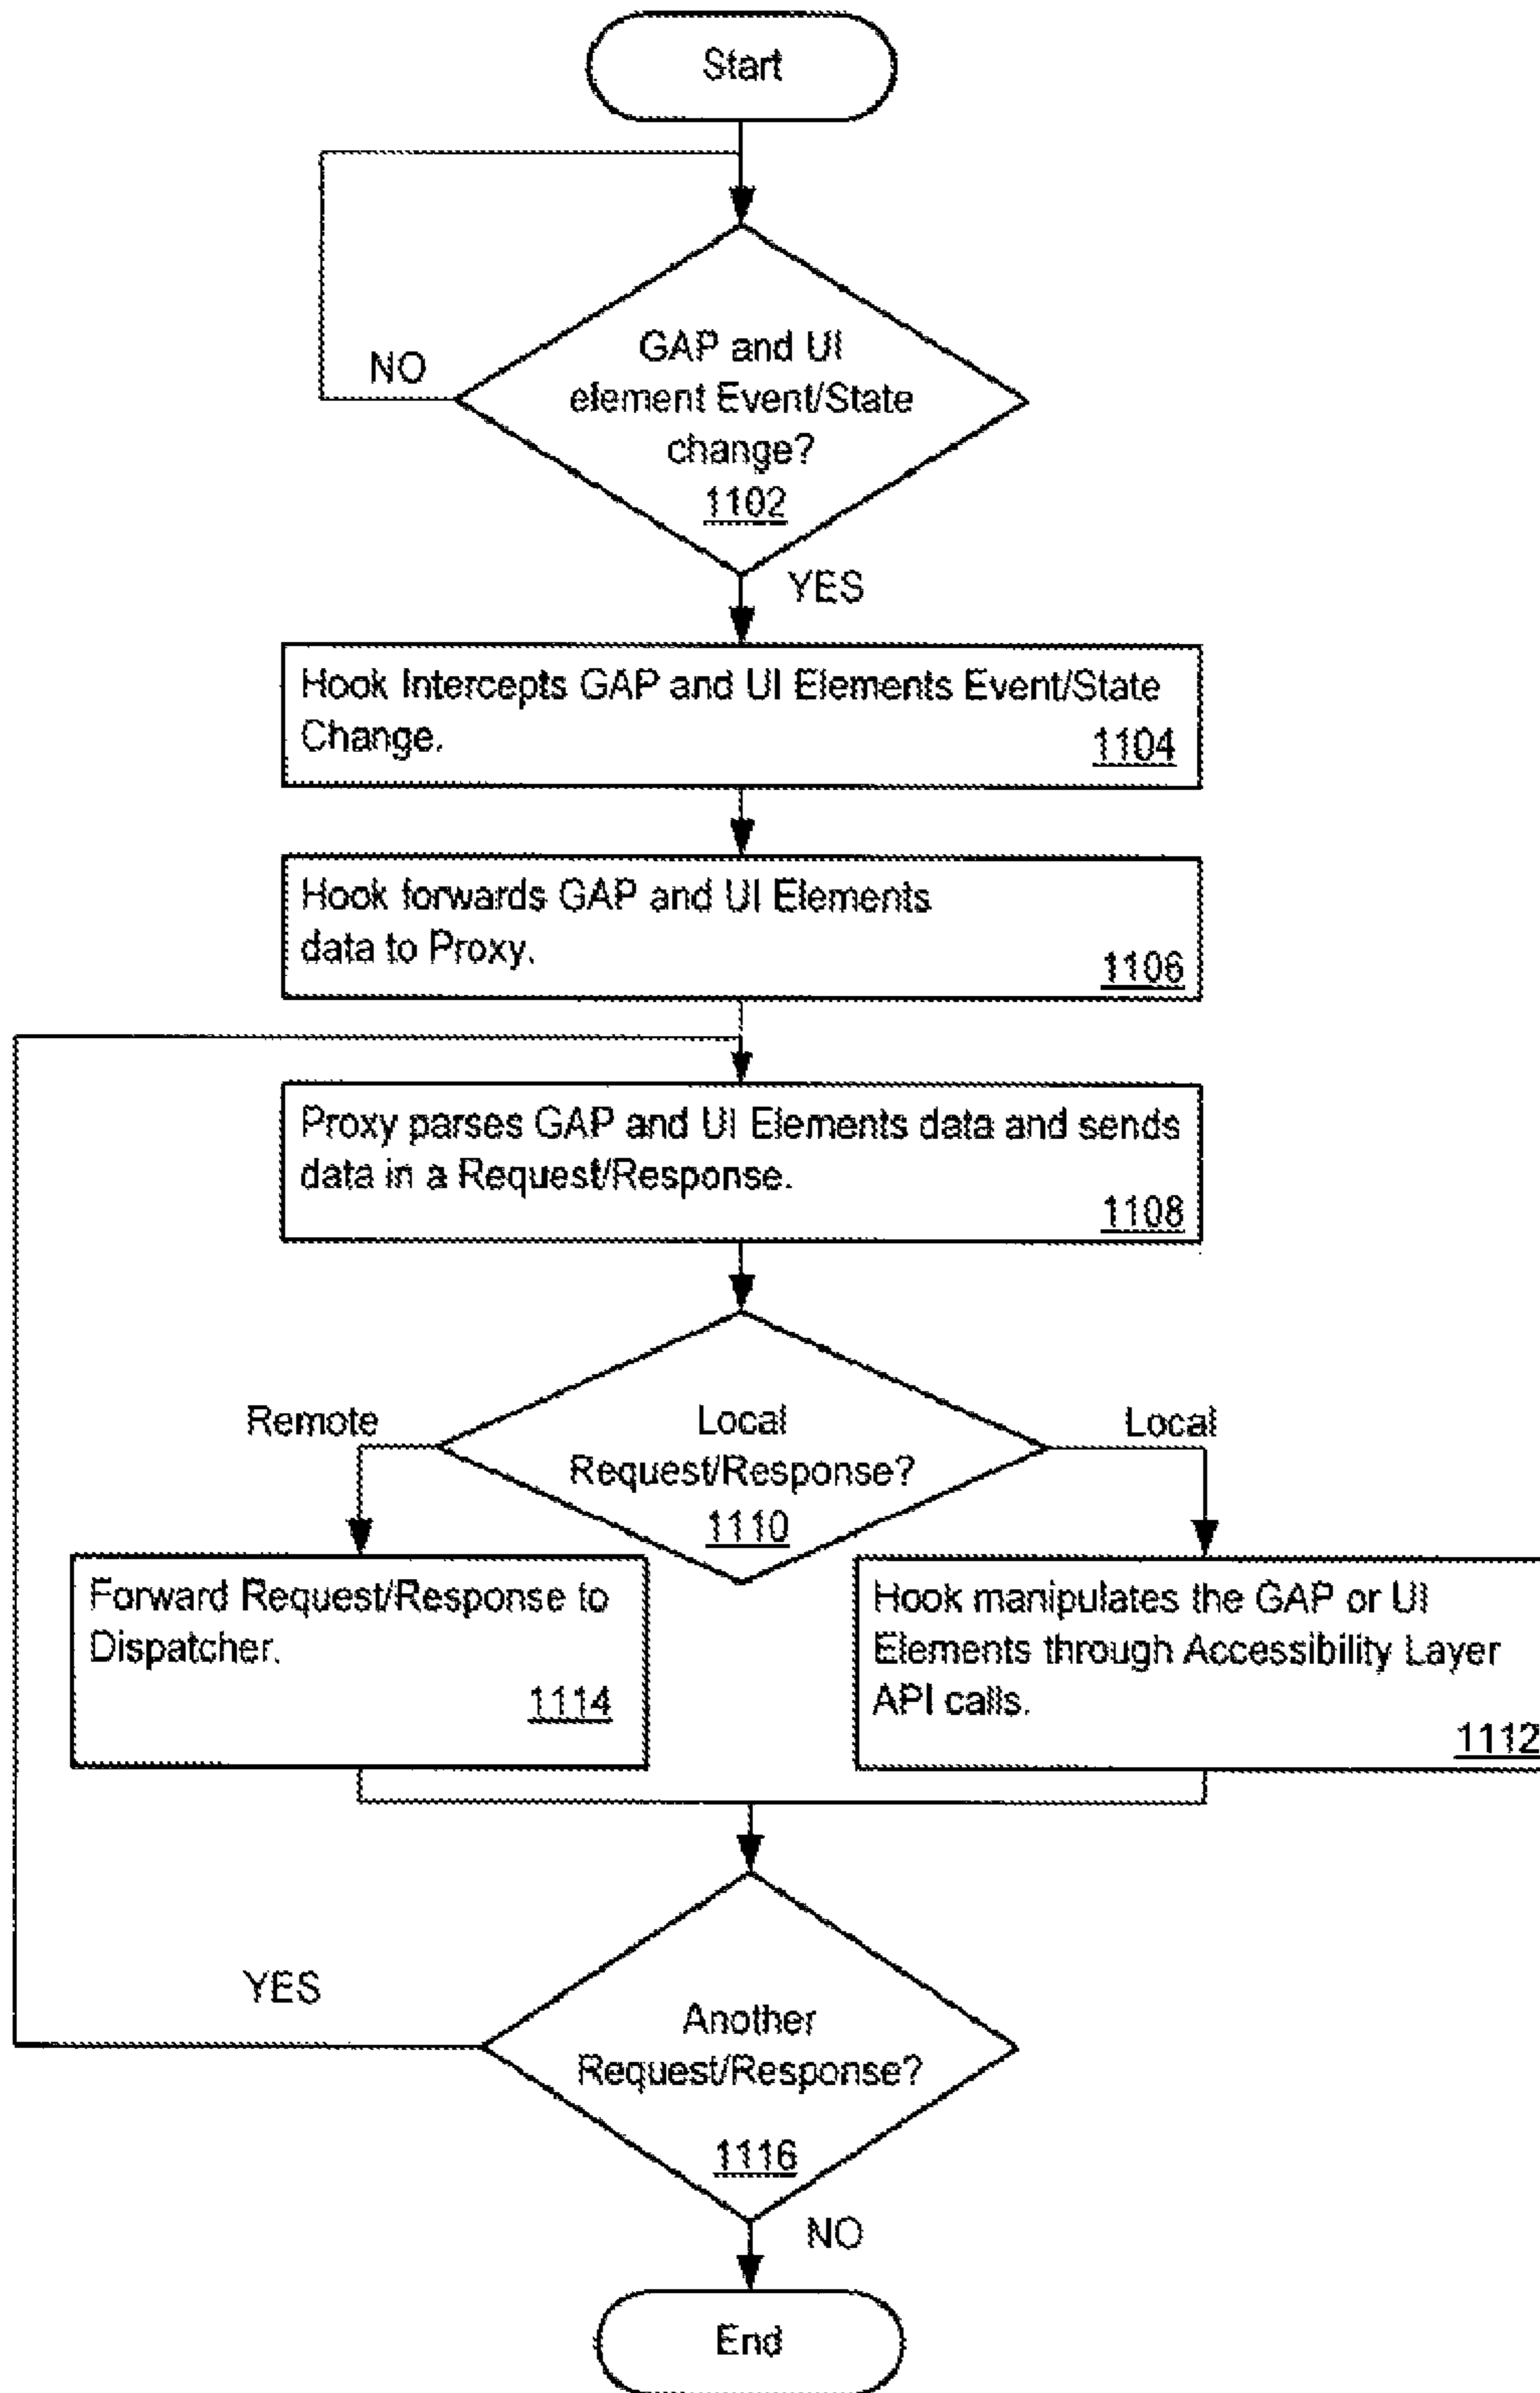 Start
GAP and UI
element Event/State
change?
NO
1102
YES
Hook Intercepts GAP and UI Elements Event/State
Change.
1104
Hook forwards GAP and UI Elements
data to Proxy.
1106
Proxy parses GAP and UI Elements data and sends
data in a Request/Response.
1108
Remote
Local
Request/Response?
1110
Local
Forward Request/Response to
Dispatcher.
1114
Hook manipulates the GAP or UI
Elements through Accessibility Layer
API calls.
1112
YES
Another
Request/Response?
1116
NO
End